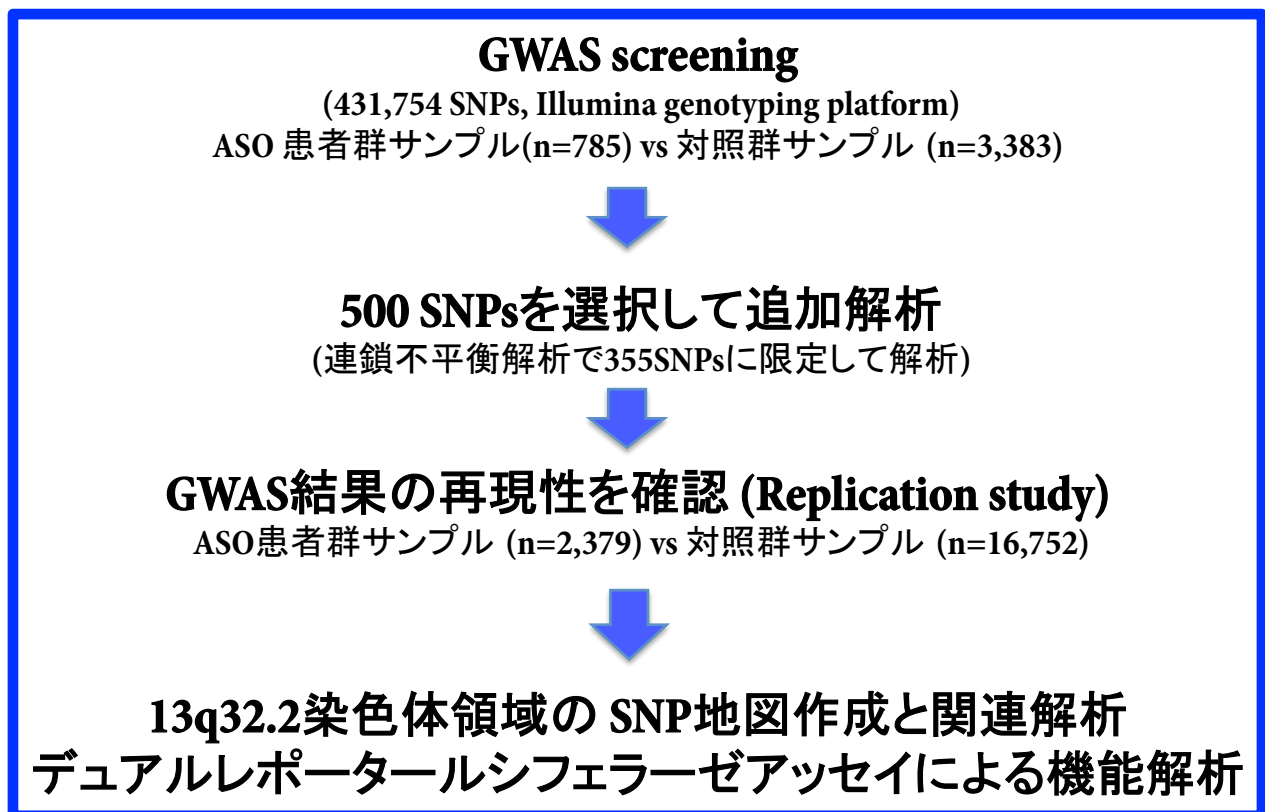 GWAS screening
(431,754 SNPs, Illumina genotyping platform)
ASO 患者群サンプル(n=785) vs 対照群サンプル (n=3,383)
500 SNPsを選択して追加解析
(連鎖不平衡解析で355SNPsに限定して解析)
GWAS結果の再現性を確認 (Replication study)
ASO患者群サンプル (n=2,379) vs 対照群サンプル (n=16,752)
13q32.2染色体領域の SNP地図作成と関連解析
デュアルレポータールシフェラーゼアッセイによる機能解析